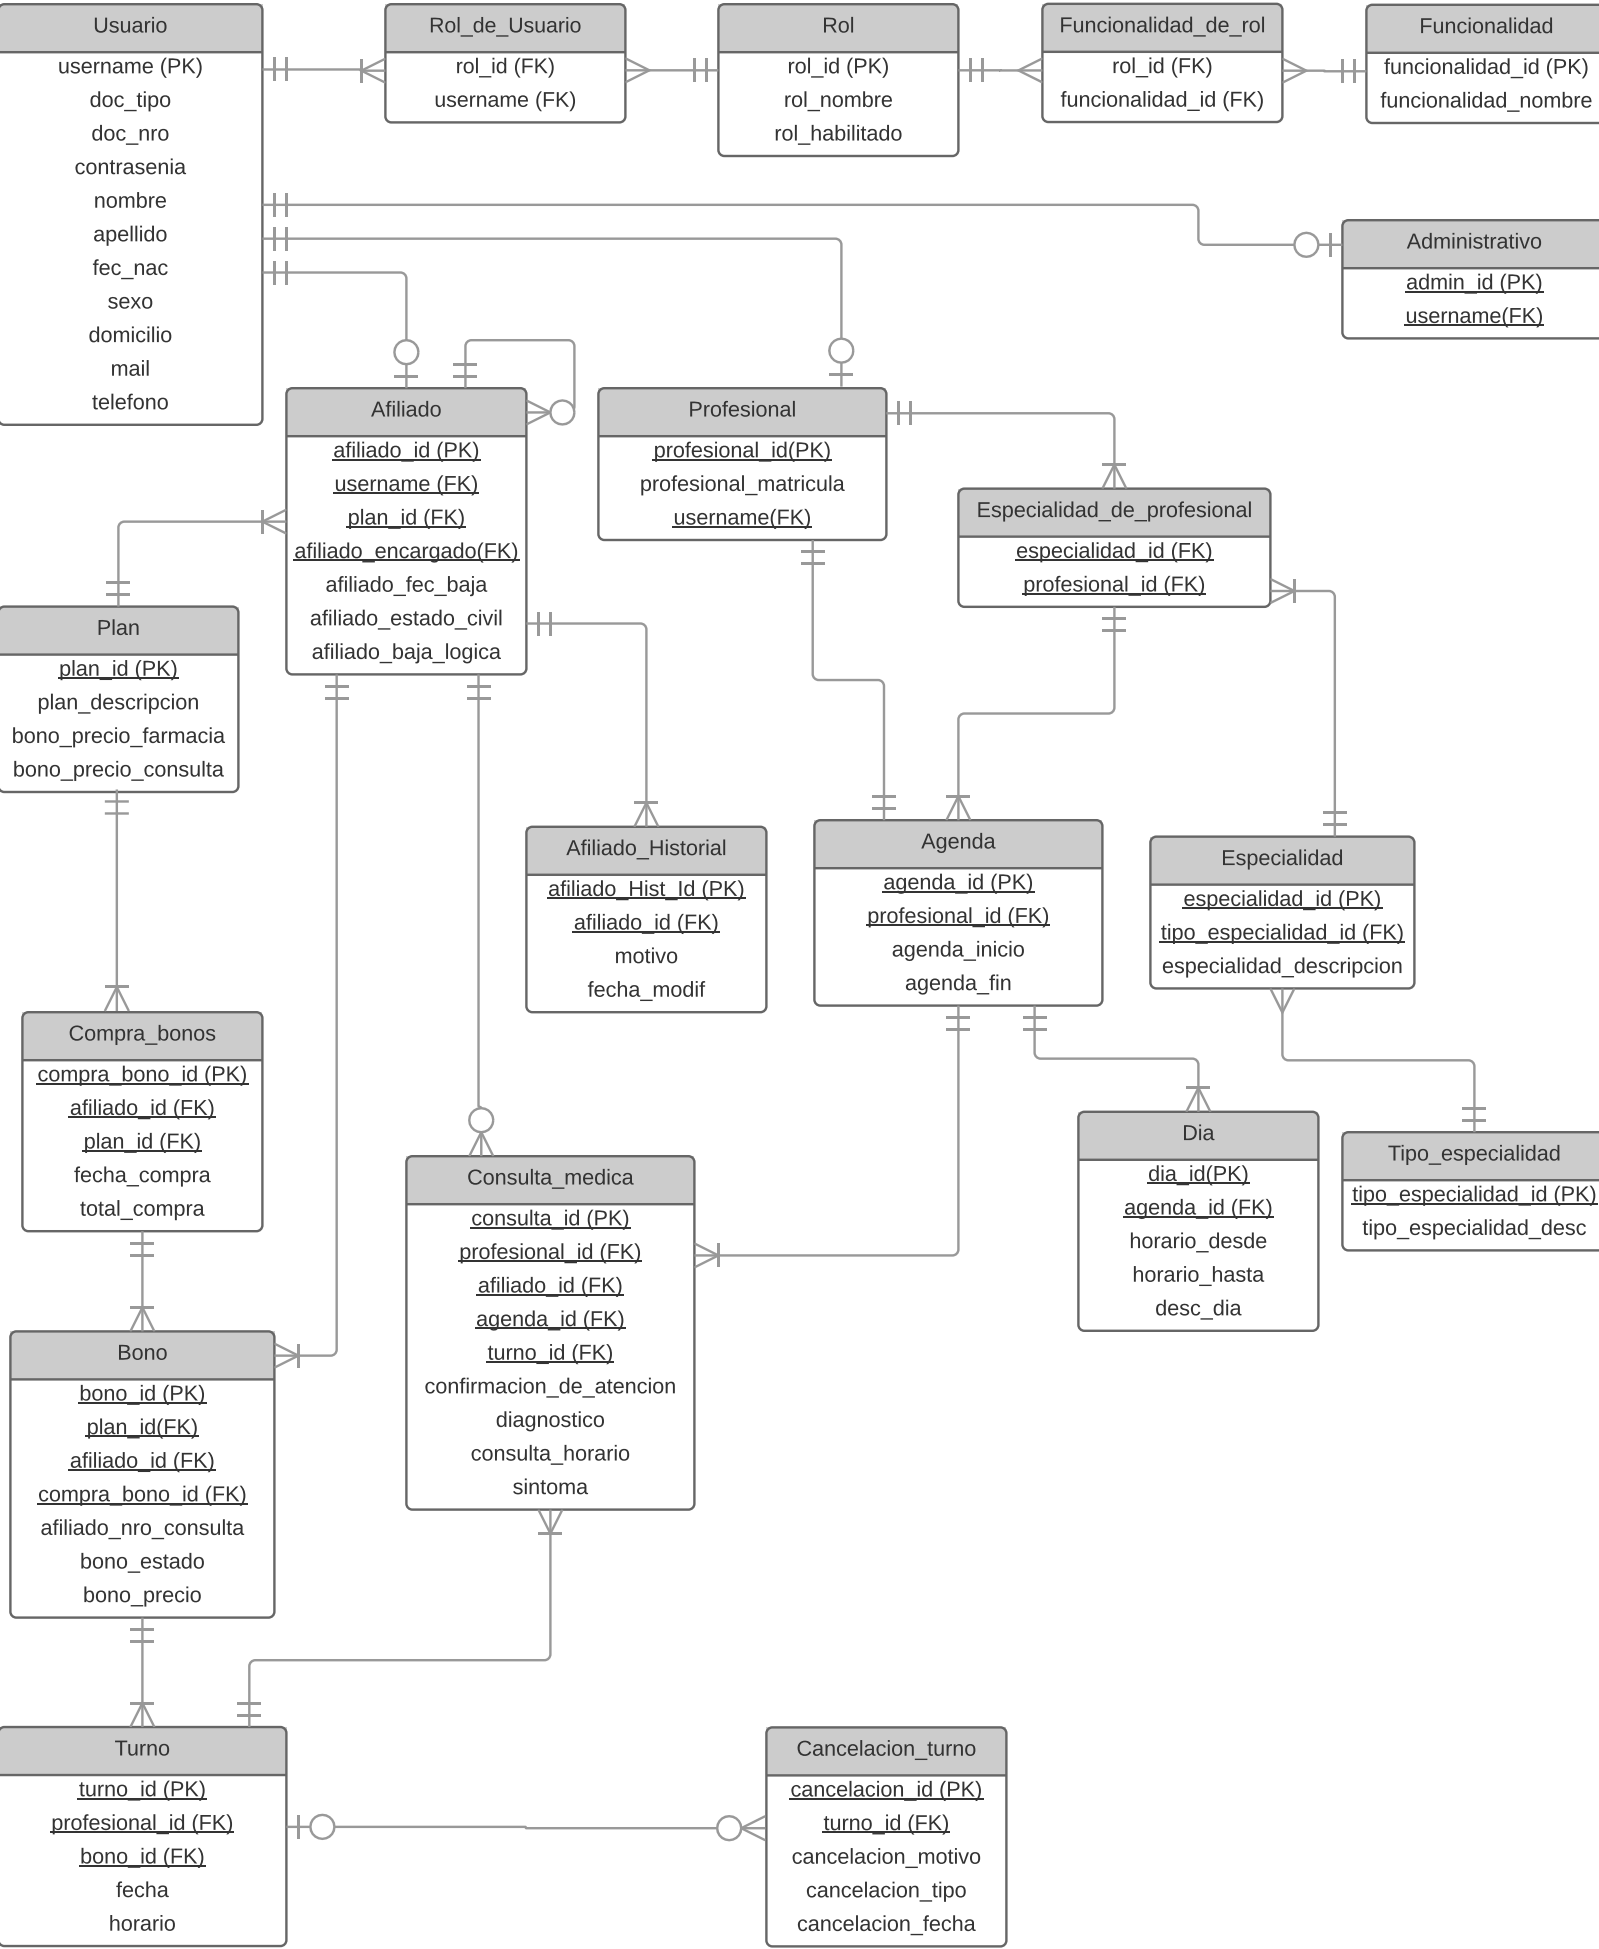 Usuario
username (PK)
doc_tipo
doc_nro
contrasenia
nombre
apellido
fec_nac
sexo
domicilio
mail
telefono
Rol_de_Usuario
rol_id (FK)
username (FK)
Rol
rol_id (PK)
rol_nombre
rol_habilitado
Funcionalidad_de_rol
rol_id (FK)
funcionalidad_id (FK)
Funcionalidad
funcionalidad_id (PK)
funcionalidad_nombre
Administrativo
admin_id (PK)
username(FK)
Afiliado
afiliado_id (PK)
username (FK)
plan_id (FK)
afiliado_encargado(FK)
afiliado_fec_baja
afiliado_estado_civil
afiliado_baja_logica
Profesional
profesional_id(PK)
profesional_matricula
username(FK)
Especialidad_de_profesional
especialidad_id (FK)
profesional_id (FK)
Plan
plan_id (PK)
plan_descripcion
bono_precio_farmacia
bono_precio_consulta
Afiliado_Historial
afiliado_Hist_Id (PK)
afiliado_id (FK)
motivo
fecha_modif
Agenda
agenda_id (PK)
profesional_id (FK)
agenda_inicio
agenda_fin
Especialidad
especialidad_id (PK)
tipo_especialidad_id (FK)
especialidad_descripcion
Compra_bonos
compra_bono_id (PK)
afiliado_id (FK)
plan_id (FK)
fecha_compra
total_compra
Consulta_medica
consulta_id (PK)
profesional_id (FK)
afiliado_id (FK)
agenda_id (FK)
turno_id (FK)
confirmacion_de_atencion
diagnostico
consulta_horario
sintoma
Dia
dia_id(PK)
agenda_id (FK)
horario_desde
horario_hasta
desc_dia
Tipo_especialidad
tipo_especialidad_id (PK)
tipo_especialidad_desc
Bono
bono_id (PK)
plan_id(FK)
afiliado_id (FK)
compra_bono_id (FK)
afiliado_nro_consulta
bono_estado
bono_precio
Turno
turno_id (PK)
profesional_id (FK)
bono_id (FK)
fecha
horario
Cancelacion_turno
cancelacion_id (PK)
turno_id (FK)
cancelacion_motivo
cancelacion_tipo
cancelacion_fecha